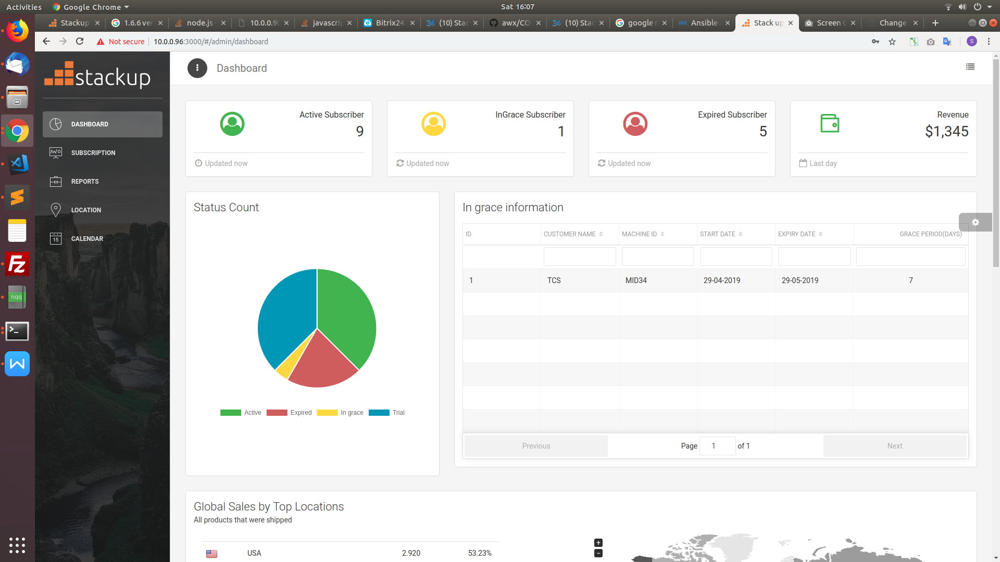 Activities
Google Chrome
Sat 16:07
Stackup
1.6.6 ver
node.js
10.0.0.9
javascrip
Bitrix24
24 (10) Stac
awx/CO
24 (10) Stac
google r
Ansible
Stack up
Screen
Change
Not secure
10.0.0.96:3000/#/admin/dashboard
S
stackup
DASHBOARD
SUBSCRIPTION
REPORTS
LOCATION
15
CALENDAR
Fz
nqq
Dashboard
Active Subscriber
9
Updated now
InGrace Subscriber
1
Updated now
Expired Subscriber
5
Updated now
Revenue
$1,345
Last day
Status Count
Active Expired In grace Trial
In grace information
ID CUSTOMER NAME MACHINE ID START DATE EXPIRY DATE GRACE PERIOD(DAYS)
1 TCS MID34 29-04-2019 29-05-2019 7
Previous Page 1 of 1 Next
Global Sales by Top Locations
All products that were shipped
USA 2.920 53.23%
+
−